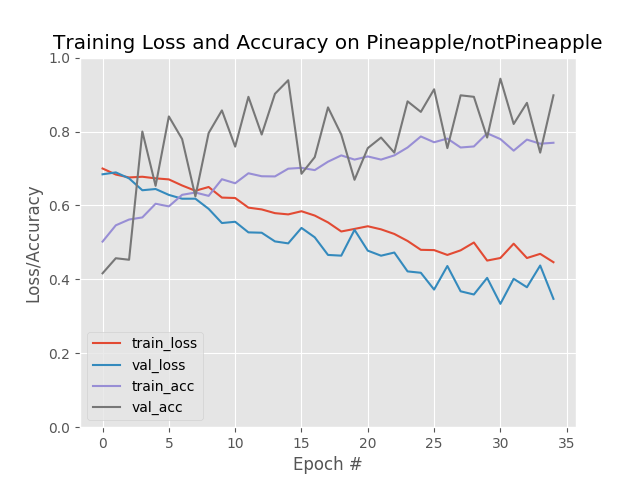 Training Loss and Accuracy on Pineapple/notPineapple
1.0
0.8
0.6
0.4
0.2
0.0
Loss/Accuracy
train_loss
val_loss
train_acc
val_acc
0 5 10 15 20 25 30 35
Epoch #